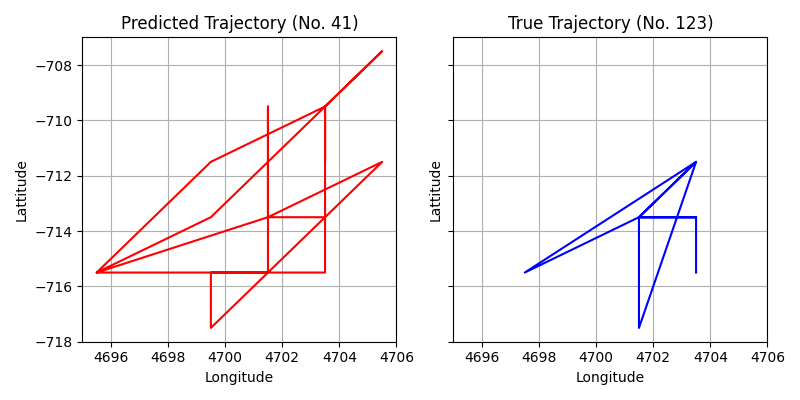 Predicted Trajectory (No. 41)
Lattitude
−708
−710
−712
−714
−716
−718
4696 4698 4700 4702 4704 4706
Longitude
True Trajectory (No. 123)
Lattitude
4696 4698 4700 4702 4704 4706
Longitude